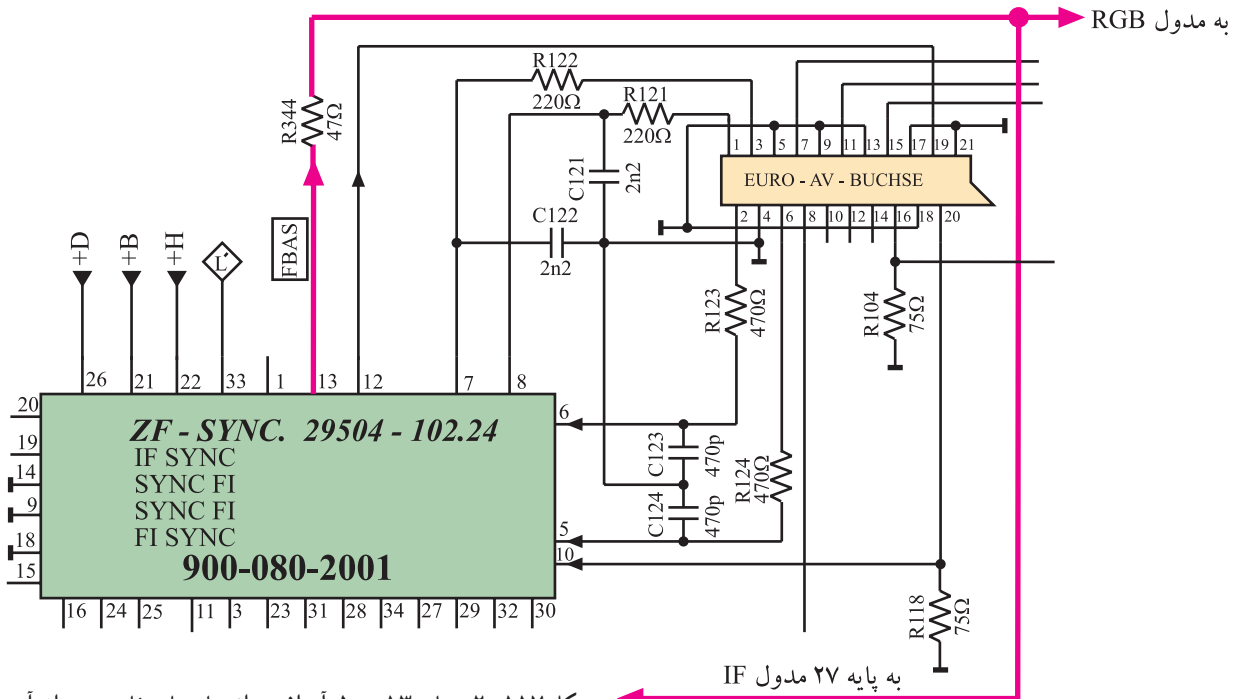 به مدول RGB
R122
220Ω
R121
220Ω
R344
47Ω
1 3 5 7 9 11 13 15 17 19 21
EURO - AV - BUCHSE
2 4 6 8 10 12 14 16 18 20
C121
2n2
C122
2n2
FBAS
+D
+B
+H
L'
R123
470Ω
R104
75Ω
26 21 22 33 1 13 12 7 8
20
19
14
9
18
15
ZF - SYNC. 29504 - 102.24
IF SYNC
SYNC FI
SYNC FI
FI SYNC
900-080-2001
6
5
10
C123
470p
C124
470p
R124
470Ω
R118
75Ω
16 24 25 11 3 23 31 28 34 27 29 32 30
به پایه ۲۷ مدول IF